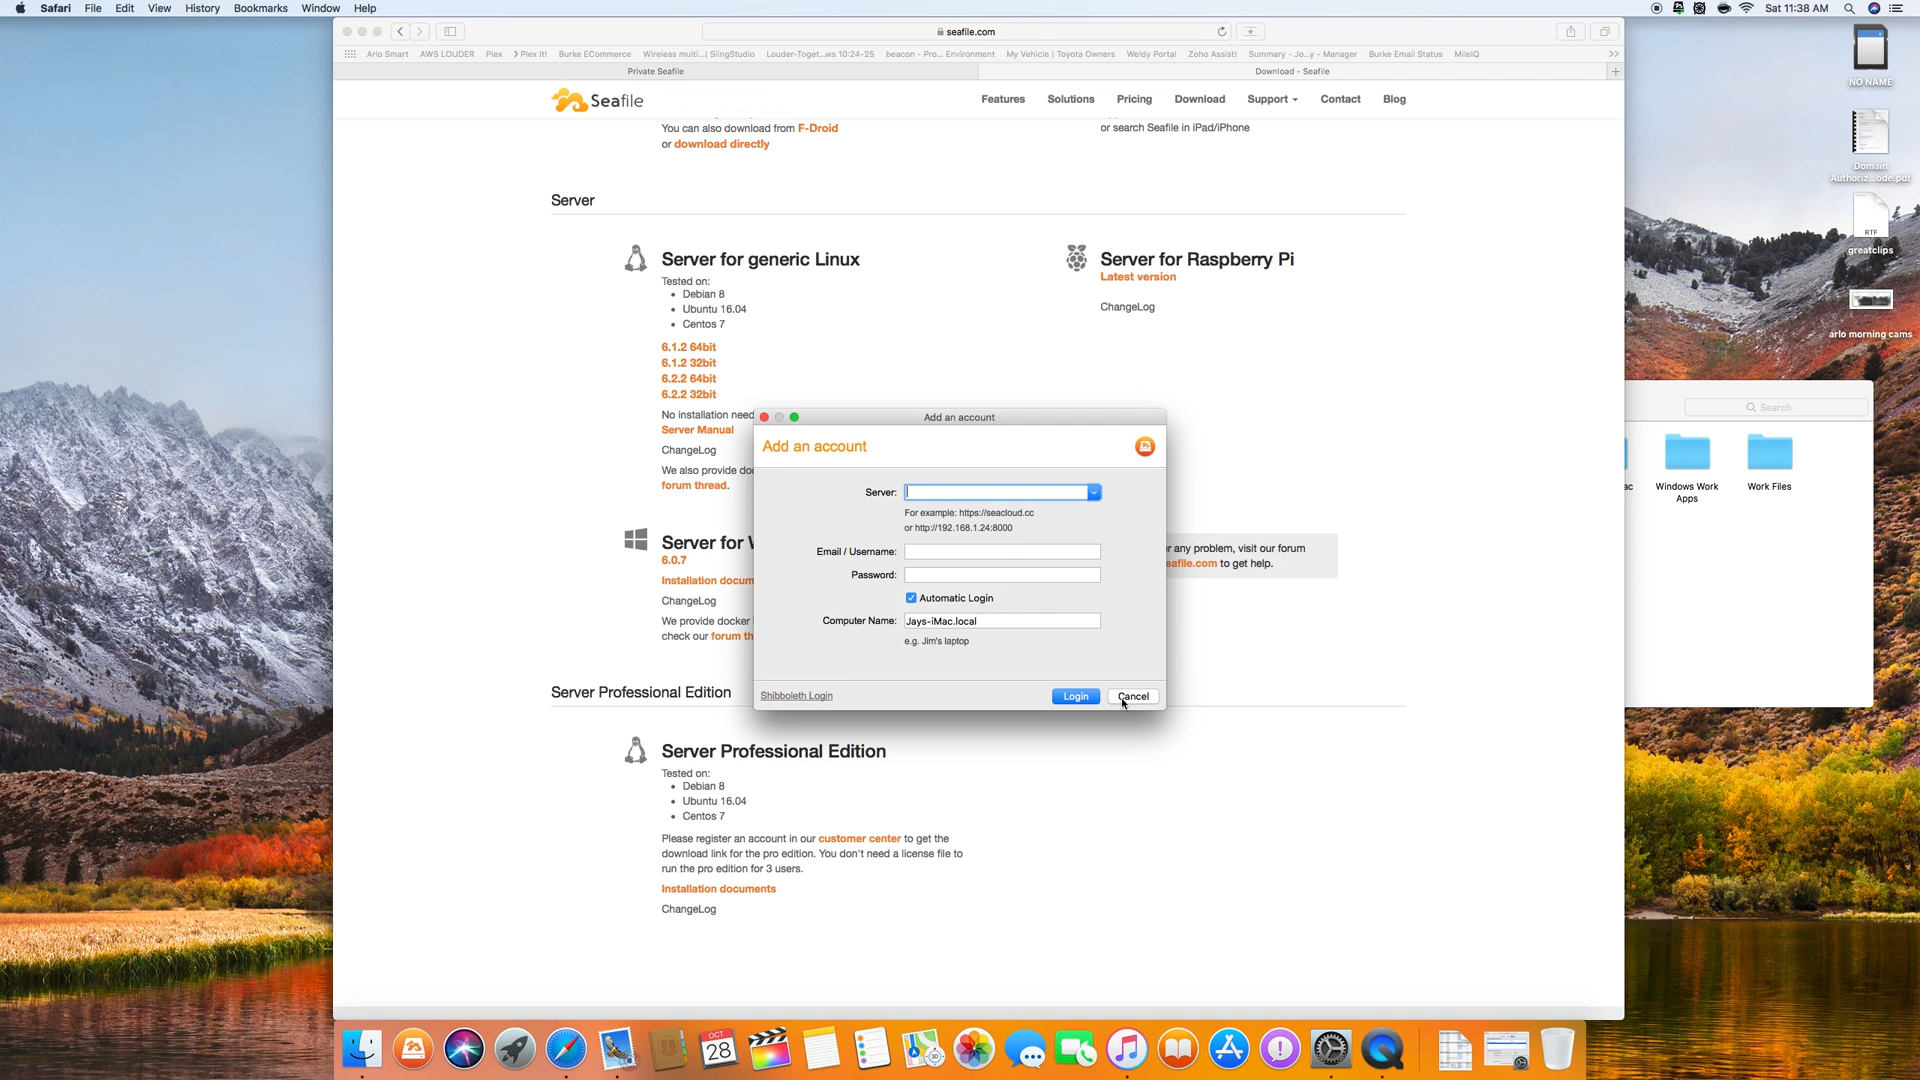 Safari File Edit View History Bookmarks Window Help
Sat 11:38 AM
seafile.com
Arlo Smart AWS LOUDER Plex > Plex It! Burke ECommerce Wireless multi...| SlingStudio Louder-Toget...ws 10:24-25 beacon - Pro... Environment My Vehicle | Toyota Owners Weldy Portal Zoho Assist! Summary - Jo...y - Manager Burke Email Status MileIQ >>
Private Seafile
Download - Seafile
Seafile
Features Solutions Pricing Download Support Contact Blog
You can also download from F-Droid
or download directly
or search Seafile in iPad/iPhone
Server
Server for generic Linux
Tested on:
• Debian 8
• Ubuntu 16.04
• Centos 7
6.1.2 64bit
6.1.2 32bit
6.2.2 64bit
6.2.2 32bit
No installation need
Server Manual
ChangeLog
We also provide do
forum thread.
Server for Raspberry Pi
Latest version
ChangeLog
Server for
6.0.7
Installation docum
ChangeLog
We provide docker
check our forum th
r any problem, visit our forum
eafile.com to get help.
Add an account
Add an account
Server:
For example: https://seacloud.cc
or http://192.168.1.24:8000
Email / Username:
Password:
Automatic Login
Computer Name: Jays-iMac.local
e.g. Jim's laptop
Shibboleth Login
Login
Cancel
Server Professional Edition
Server Professional Edition
Tested on:
• Debian 8
• Ubuntu 16.04
• Centos 7
Please register an account in our customer center to get the
download link for the pro edition. You don't need a license file to
run the pro edition for 3 users.
Installation documents
ChangeLog
NO NAME
Domain
Authoriz...ode.pdf
RTF
greatclips
arlo morning cams
Search
ac
Windows Work
Apps
Work Files
OCT
28
3D
XLS